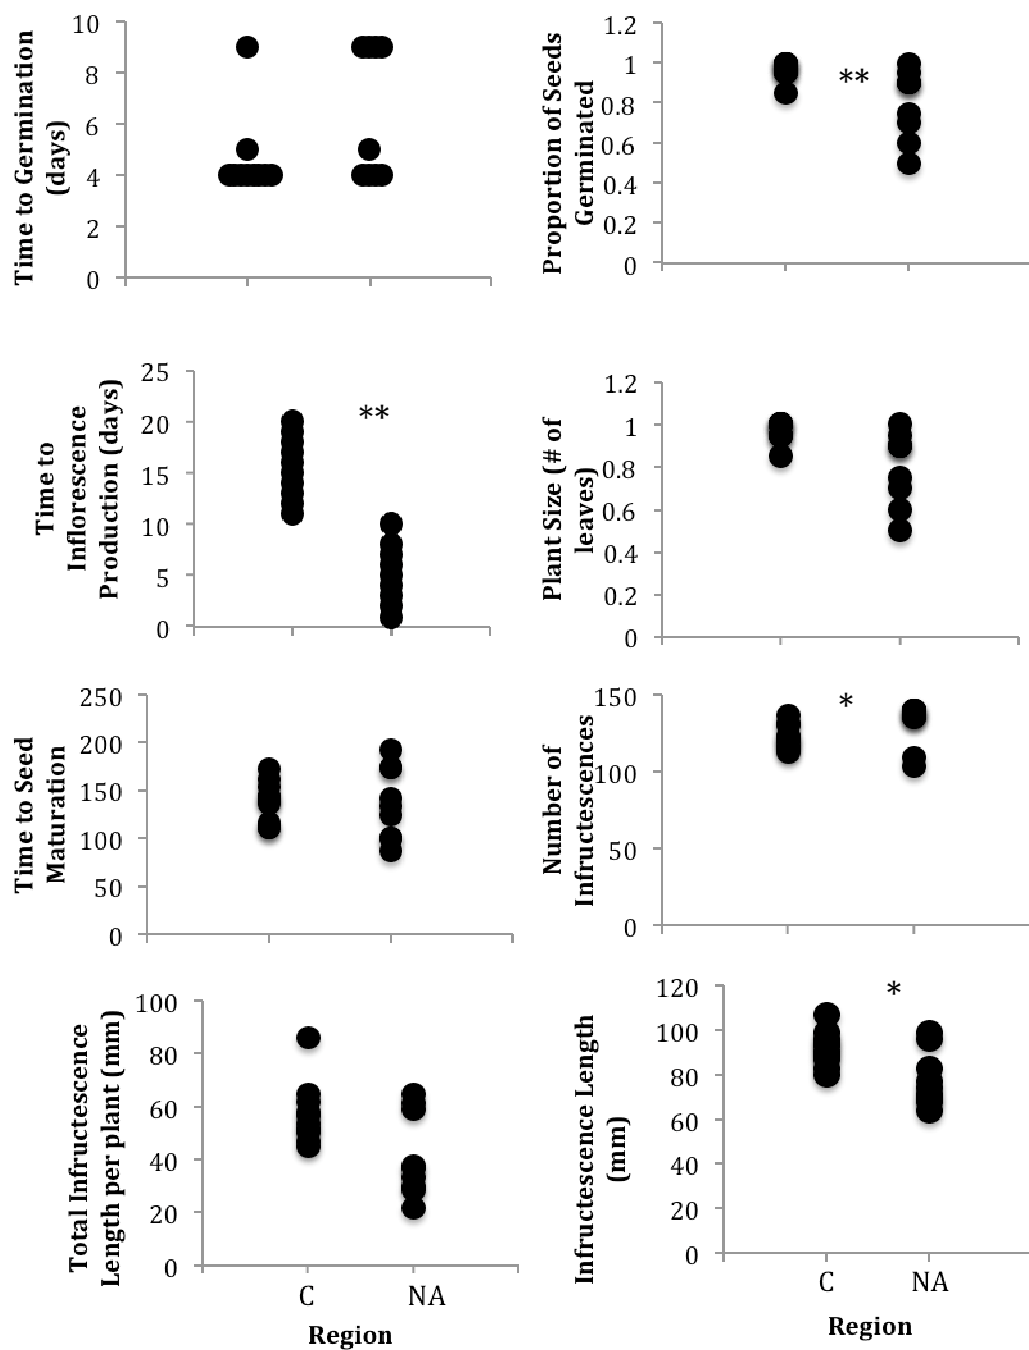 Time to Germination
(days)
10
8
6
4
2
0
Proportion of Seeds
Germinated
1.2
1
0.8
0.6
0.4
0.2
0
**
Time to
Inflorescence
Production (days)
25
20
15
10
5
0
**
Plant Size (# of
leaves)
1.2
1
0.8
0.6
0.4
0.2
0
Time to Seed
Maturation
250
200
150
100
50
0
Number of
Infructescences
150
100
50
0
*
Total Infructescence
Length per plant (mm)
100
80
60
40
20
0
C NA
Region
Infructescence Length
(mm)
120
100
80
60
40
20
0
*
C NA
Region